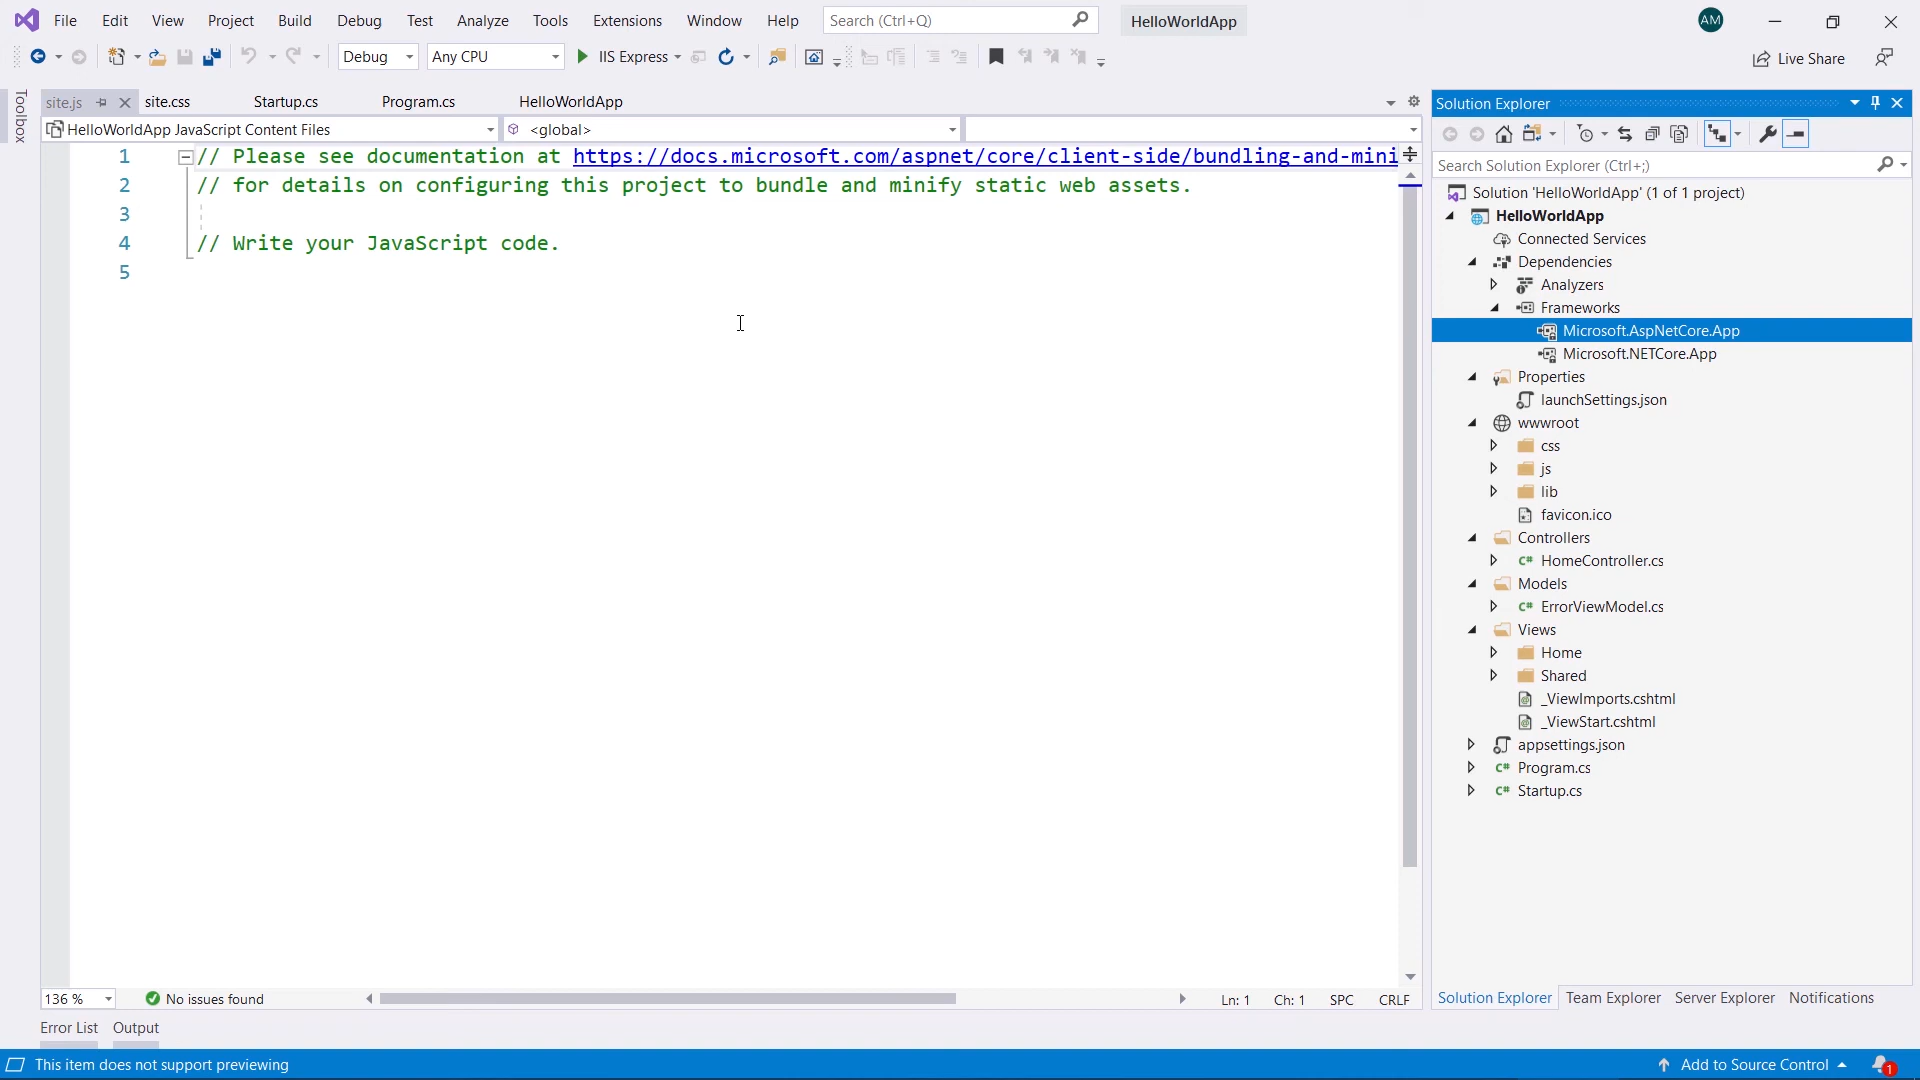 File Edit View Project Build Debug Test Analyze Tools Extensions Window Help Search (Ctrl+Q) HelloWorldApp AM
Debug Any CPU IIS Express Live Share
Toolbox
site.js site.css Startup.cs Program.cs HelloWorldApp
HelloWorldApp JavaScript Content Files <global>
1 // Please see documentation at https://docs.microsoft.com/aspnet/core/client-side/bundling-and-mini
2 // for details on configuring this project to bundle and minify static web assets.
3
4 // Write your JavaScript code.
5
136 % No issues found Ln: 1 Ch: 1 SPC CRLF
Error List Output
Solution Explorer
Search Solution Explorer (Ctrl+;)
Solution 'HelloWorldApp' (1 of 1 project)
HelloWorldApp
Connected Services
Dependencies
Analyzers
Frameworks
Microsoft.AspNetCore.App
Microsoft.NETCore.App
Properties
launchSettings.json
wwwroot
css
js
lib
favicon.ico
Controllers
C# HomeController.cs
Models
C# ErrorViewModel.cs
Views
Home
Shared
_ViewImports.cshtml
_ViewStart.cshtml
appsettings.json
C# Program.cs
C# Startup.cs
Solution Explorer Team Explorer Server Explorer Notifications
This item does not support previewing Add to Source Control 1